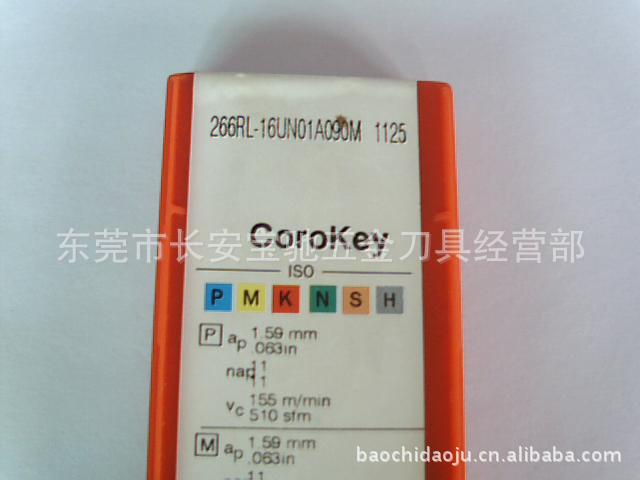 266RL-16UN01A090M 1125
CoroKey
东莞市长安宝驰五金刀具经营部
ISO
P M K N S H
P ap 1.59 mm
.063in
nap 11
11
vc 155 m/min
510 sfm
M ap 1.59 mm
.063in
11
baochidaoju.cn.alibaba.com